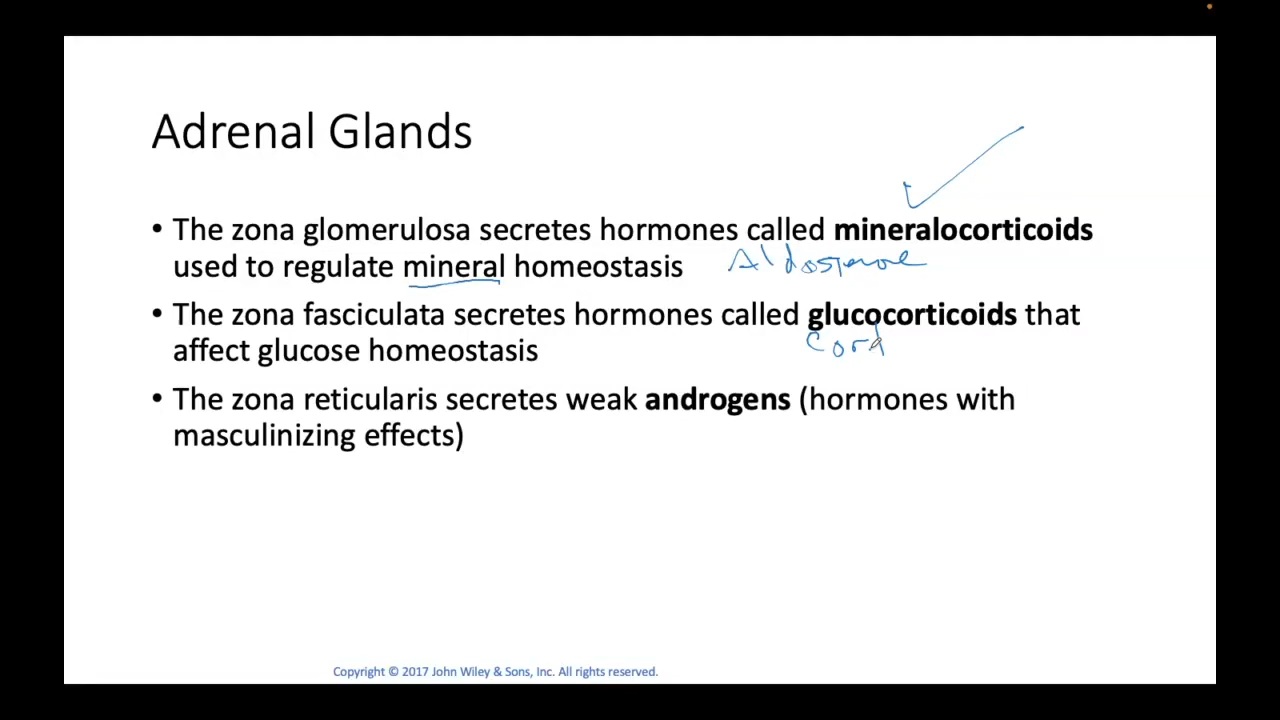 Adrenal Glands
• The zona glomerulosa secretes hormones called mineralocorticoids
used to regulate mineral homeostasis Aldosterone
• The zona fasciculata secretes hormones called glucocorticoids that
affect glucose homeostasis
• The zona reticularis secretes weak androgens (hormones with
masculinizing effects)
Copyright © 2017 John Wiley & Sons, Inc. All rights reserved.